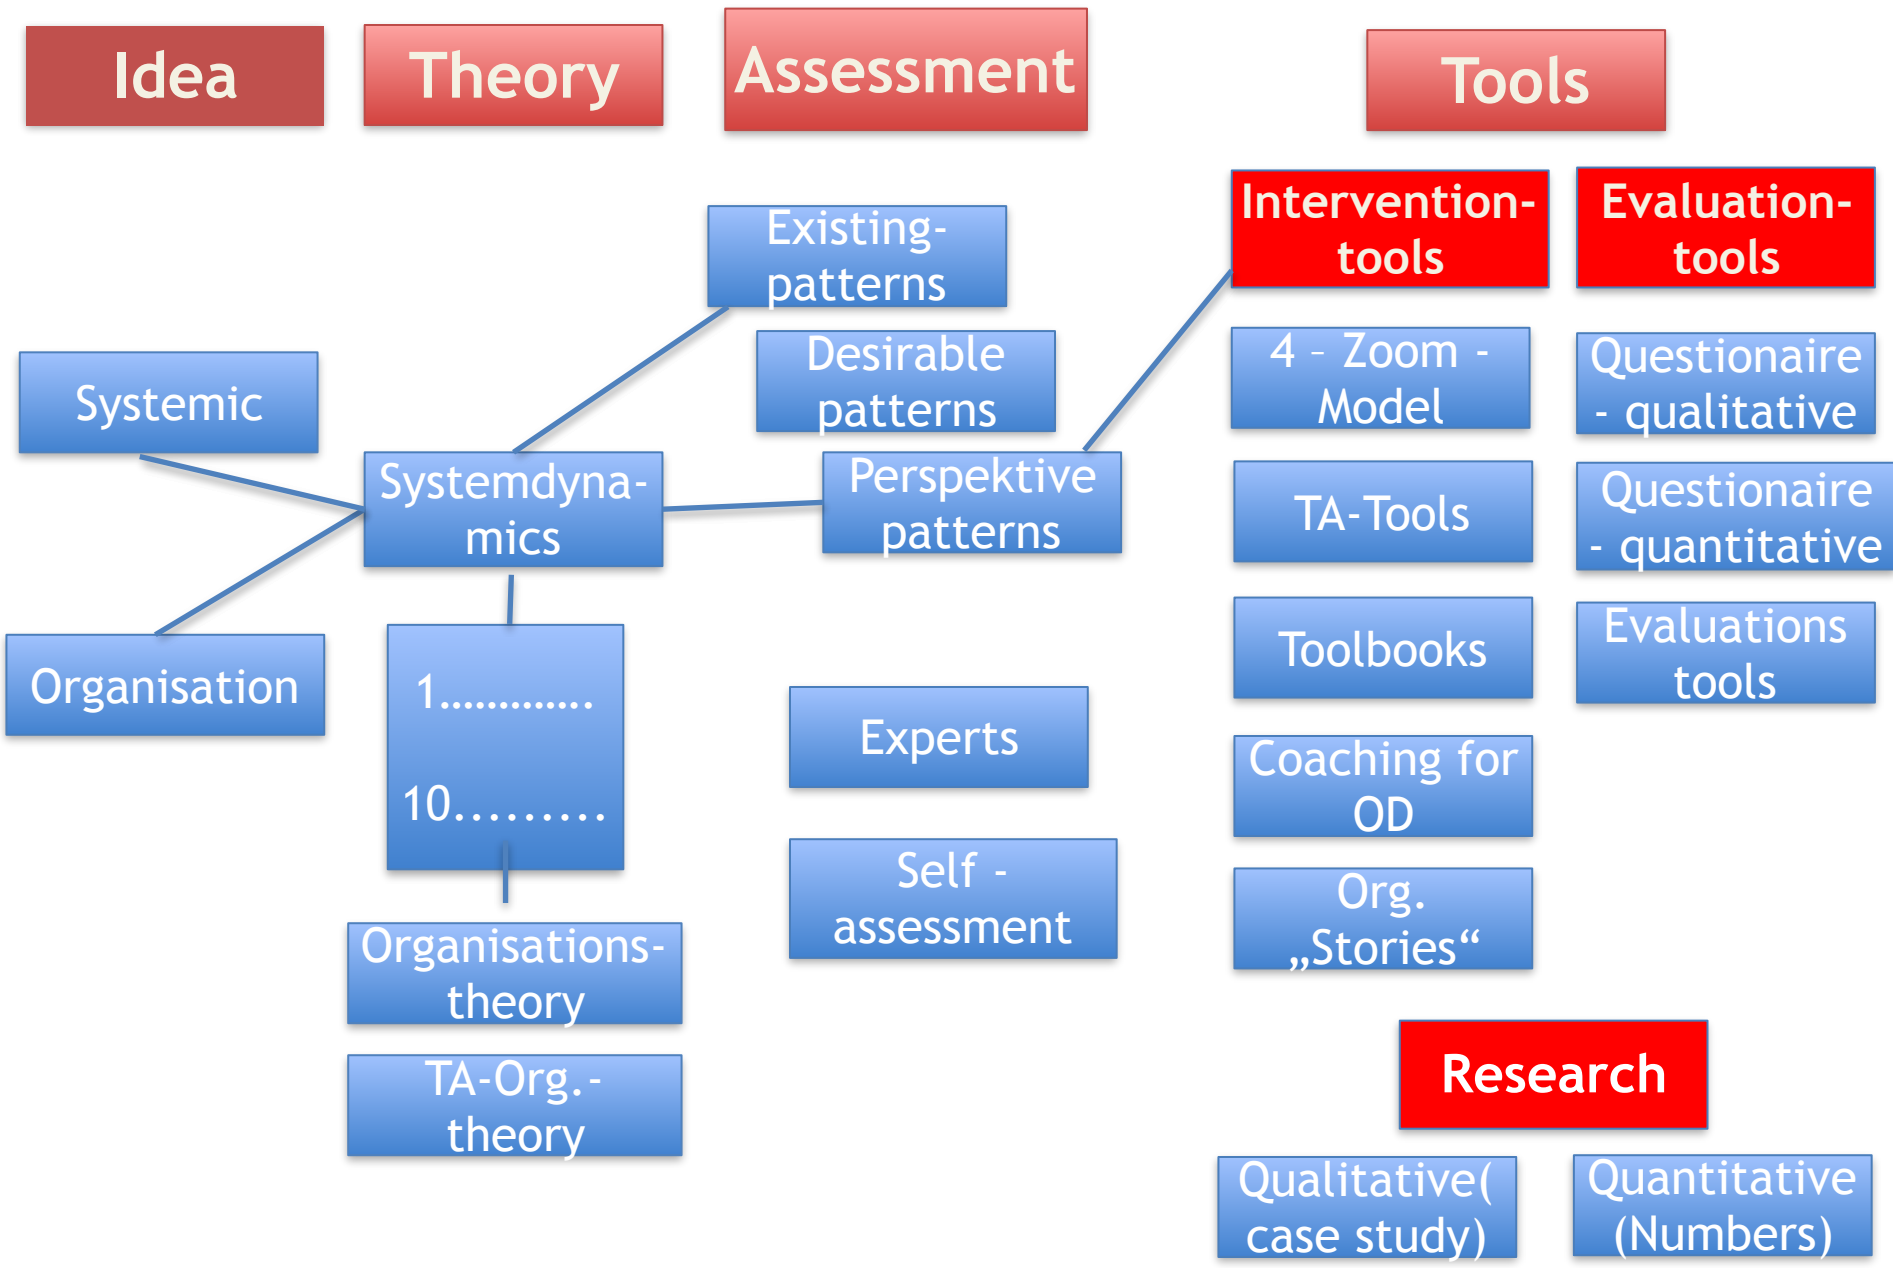 Idea
Theory
Assessment
Tools
Systemic
Organisation
Systemdyna-
mics
1.............
10.........
Organisations-
theory
TA-Org.-
theory
Existing-
patterns
Desirable
patterns
Perspektive
patterns
Experts
Self -
assessment
Intervention-
tools
4 – Zoom -
Model
TA-Tools
Toolbooks
Coaching for
OD
Org.
„Stories“
Evaluation-
tools
Questionaire
- qualitative
Questionaire
- quantitative
Evaluations
tools
Research
Qualitative(
case study)
Quantitative
(Numbers)